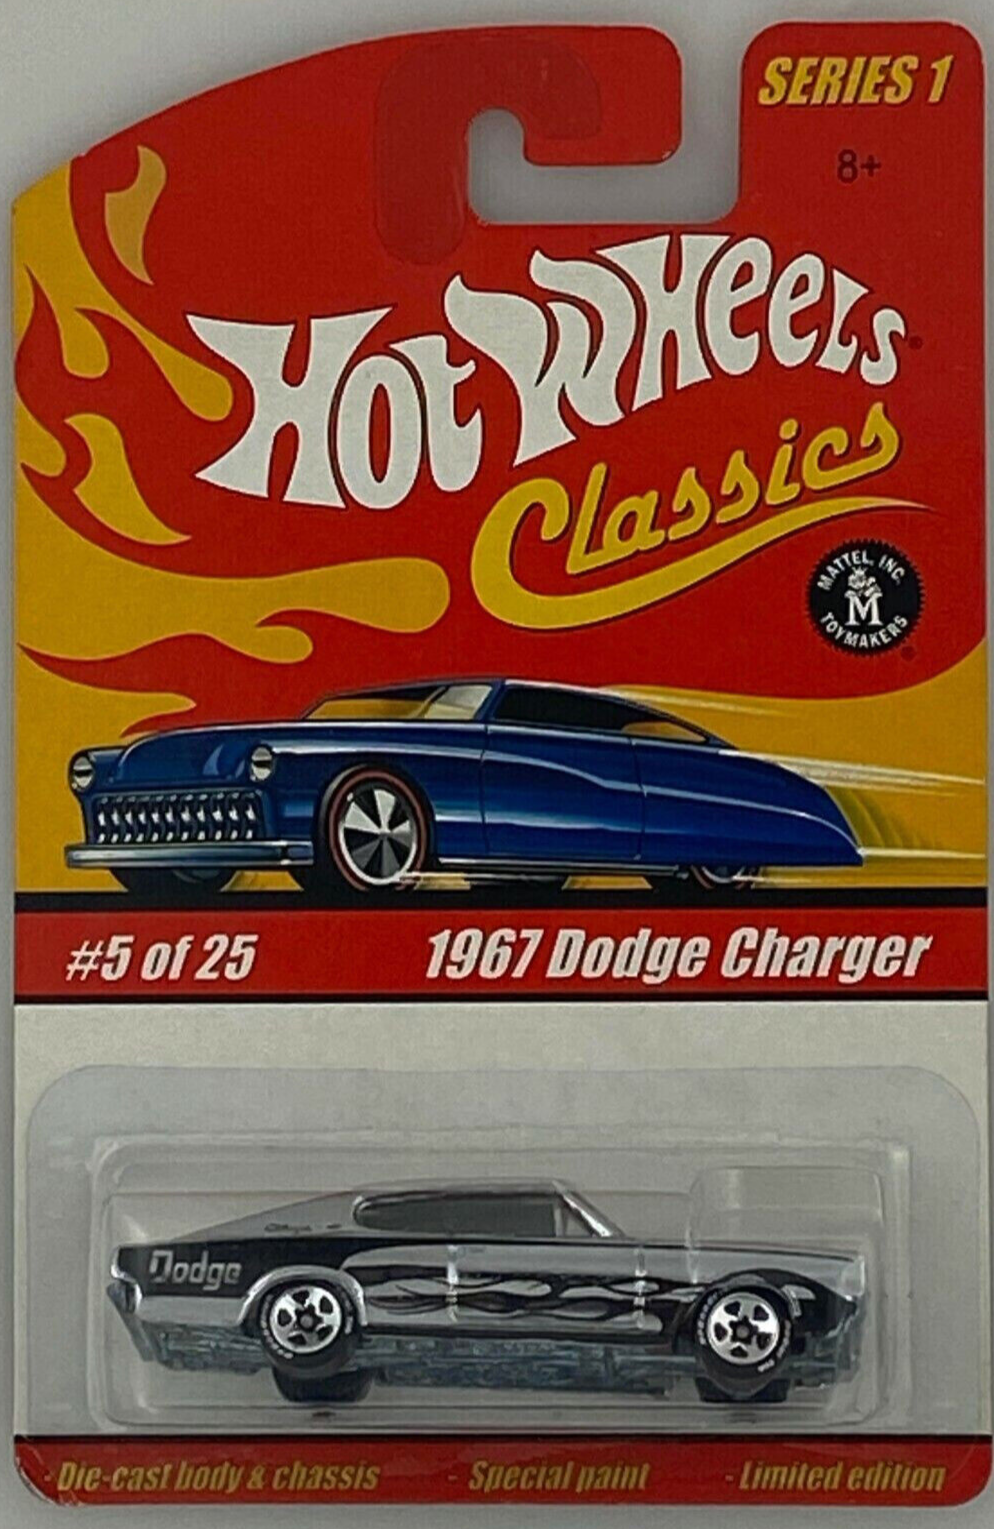 SERIES 1
8+
Hot Wheels
Classics
MATTEL, INC.
M
TOYMAKERS
#5 of 25 1967 Dodge Charger
Dodge
- Die-cast body & chassis - Special paint - Limited edition